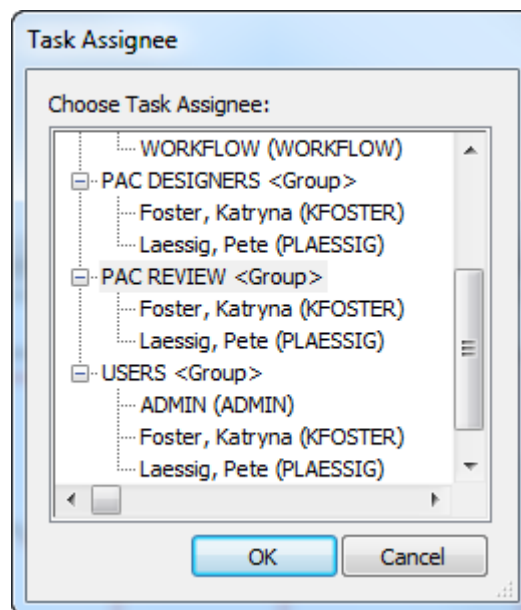 Task Assignee
Choose Task Assignee:
WORKFLOW (WORKFLOW)
PAC DESIGNERS <Group>
Foster, Katryna (KFOSTER)
Laessig, Pete (PLAESSIG)
PAC REVIEW <Group>
Foster, Katryna (KFOSTER)
Laessig, Pete (PLAESSIG)
USERS <Group>
ADMIN (ADMIN)
Foster, Katryna (KFOSTER)
Laessig, Pete (PLAESSIG)
OK Cancel